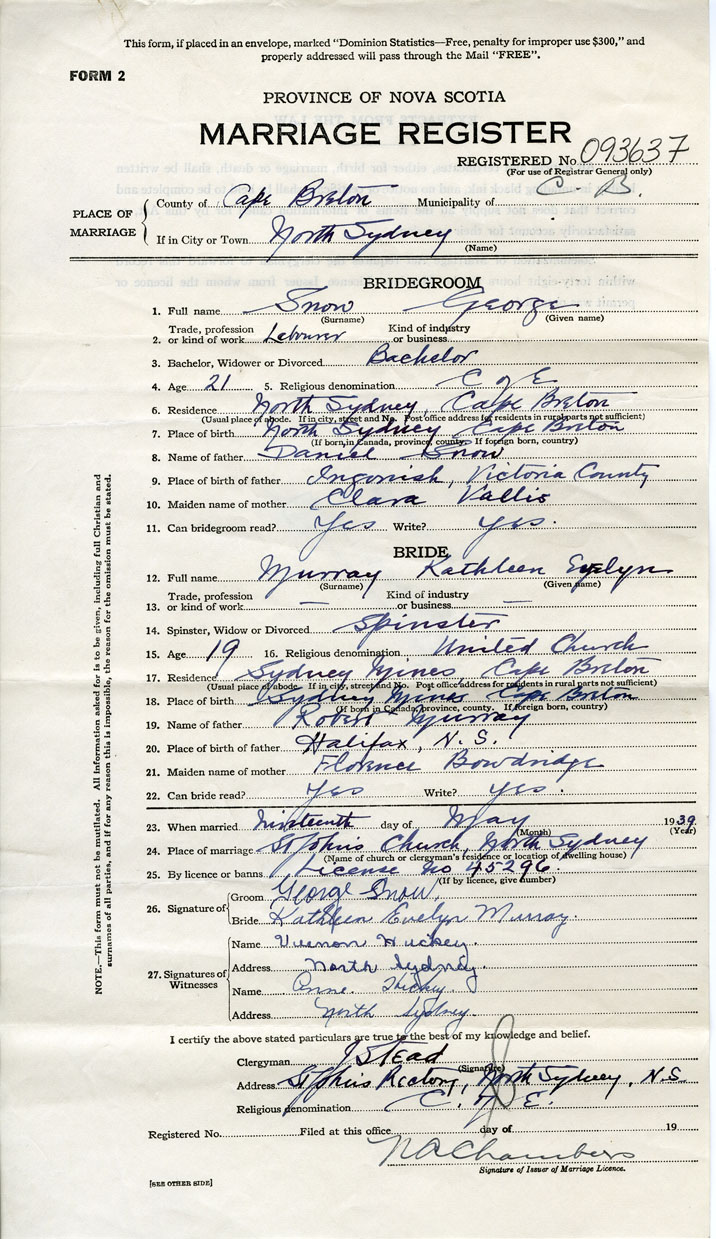 This form, if placed in an envelope, marked “Dominion Statistics—Free, penalty for improper use $300,” and
properly addressed will pass through the Mail “FREE”.
FORM 2
PROVINCE OF NOVA SCOTIA
MARRIAGE REGISTER
REGISTERED No. 093637
(For use of Registrar General only)
PLACE OF MARRIAGE
County of Cape Breton Municipality of C. B.
If in City or Town North Sydney
(Name)
BRIDEGROOM
1. Full name Snow George
(Surname) (Given name)
2. Trade, profession or kind of work Labourer Kind of industry or business
3. Bachelor, Widower or Divorced Bachelor
4. Age 21 5. Religious denomination C of E
6. Residence North Sydney, Cape Breton
(Usual place of abode. If in city, street and No. Post office address for residents in rural parts not sufficient)
7. Place of birth North Sydney Cape Breton
(If born in Canada, province, county. If foreign born, country)
8. Name of father Daniel Snow
9. Place of birth of father Ingonish, Victoria County
10. Maiden name of mother Clara Vallis
11. Can bridegroom read? Yes Write? Yes.
BRIDE
12. Full name Murray Kathleen Evelyn
(Surname) (Given name)
13. Trade, profession or kind of work — Kind of industry or business —
14. Spinster, Widow or Divorced Spinster
15. Age 19 16. Religious denomination United Church
17. Residence Sydney Mines Cape Breton
(Usual place of abode. If in city, street and No. Post office address for residents in rural parts not sufficient)
18. Place of birth Sydney Mines Cape Breton
(If born in Canada, province, county. If foreign born, country)
19. Name of father Robert Murray
20. Place of birth of father Halifax, N.S.
21. Maiden name of mother Florence Bowdridge
22. Can bride read? Yes Write? Yes.
23. When married Nineteenth day of May 1939
(Month) (Year)
24. Place of marriage St Johns Church, North Sydney
(Name of church or clergyman's residence or location of dwelling house)
25. By licence or banns License No 45296.
(If by licence, give number)
26. Signature of
Groom George Snow.
Bride Kathleen Evelyn Murray.
27. Signatures of Witnesses
Name Vernon Hickey.
Address North Sydney.
Name Anne. Hickey.
Address North Sydney.
I certify the above stated particulars are true to the best of my knowledge and belief.
Clergyman J Stead
(Signature)
Address St Johns Rectory, North Sydney, N.S.
Religious denomination C. of E.
Registered No. Filed at this office day of 19
Chambers
Signature of Issuer of Marriage Licence.
[SEE OTHER SIDE]
NOTE.—This form must not be mutilated. All information asked for is to be given, including full Christian and
surnames of all parties, and if for any reason this is impossible, the reason for the omission must be stated.